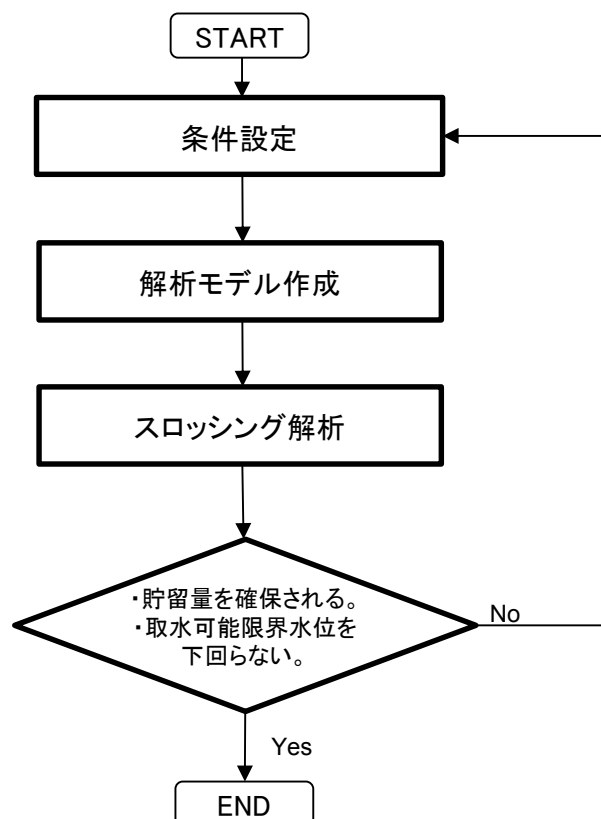 START
条件設定
解析モデル作成
スロッシング解析
・貯留量を確保される。
・取水可能限界水位を
下回らない。
No
Yes
END